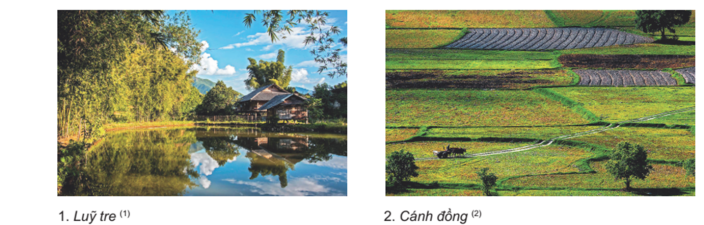 1. Luỹ tre (1)
2. Cánh đồng (2)